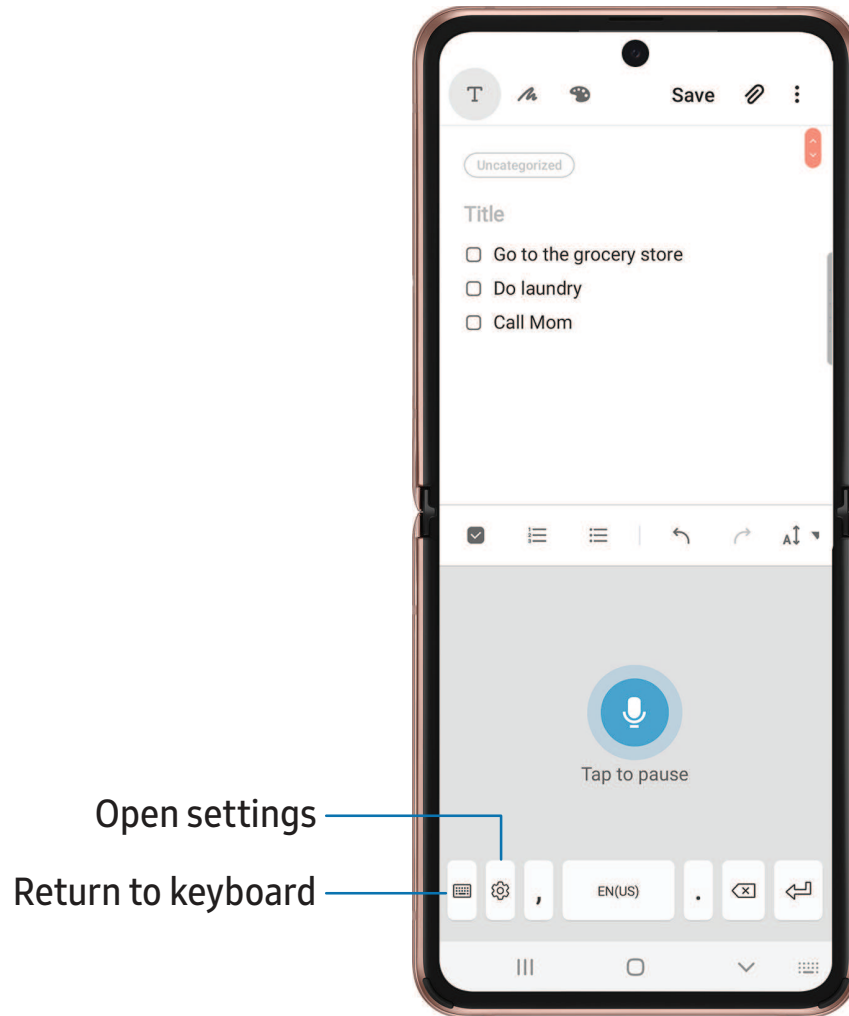 T Save
Uncategorized
Title
Go to the grocery store
Do laundry
Call Mom
A
Tap to pause
Open settings
Return to keyboard
, EN(US) .